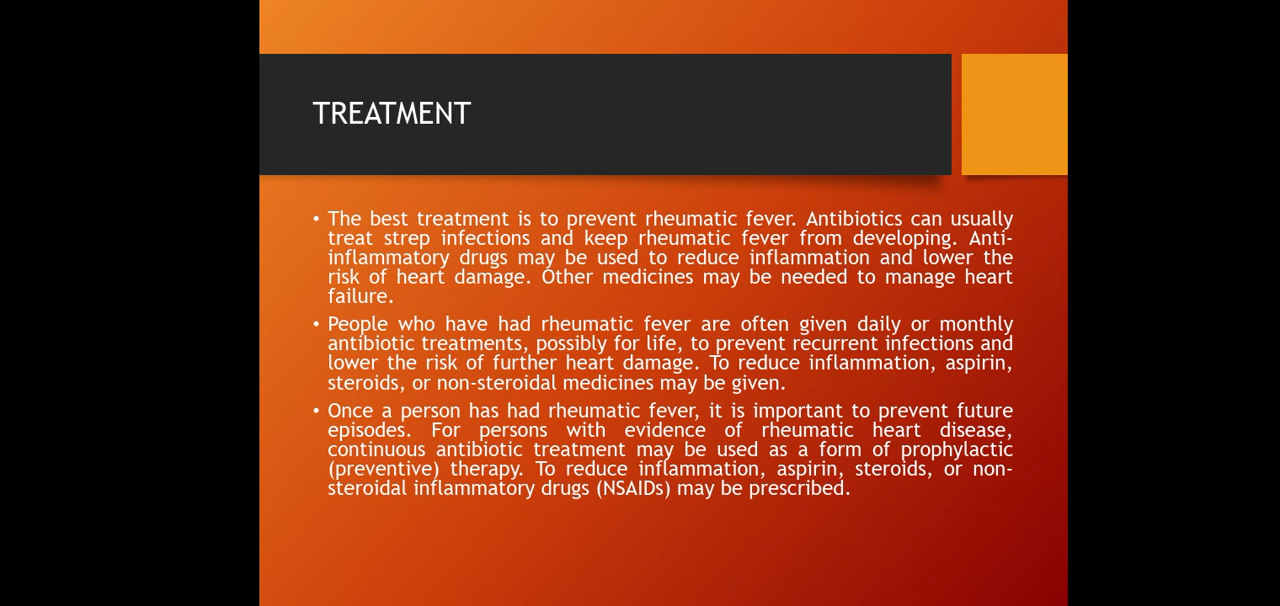 TREATMENT
• The best treatment is to prevent rheumatic fever. Antibiotics can usually
treat strep infections and keep rheumatic fever from developing. Anti-
inflammatory drugs may be used to reduce inflammation and lower the
risk of heart damage. Other medicines may be needed to manage heart
failure.
• People who have had rheumatic fever are often given daily or monthly
antibiotic treatments, possibly for life, to prevent recurrent infections and
lower the risk of further heart damage. To reduce inflammation, aspirin,
steroids, or non-steroidal medicines may be given.
• Once a person has had rheumatic fever, it is important to prevent future
episodes. For persons with evidence of rheumatic heart disease,
continuous antibiotic treatment may be used as a form of prophylactic
(preventive) therapy. To reduce inflammation, aspirin, steroids, or non-
steroidal inflammatory drugs (NSAIDs) may be prescribed.